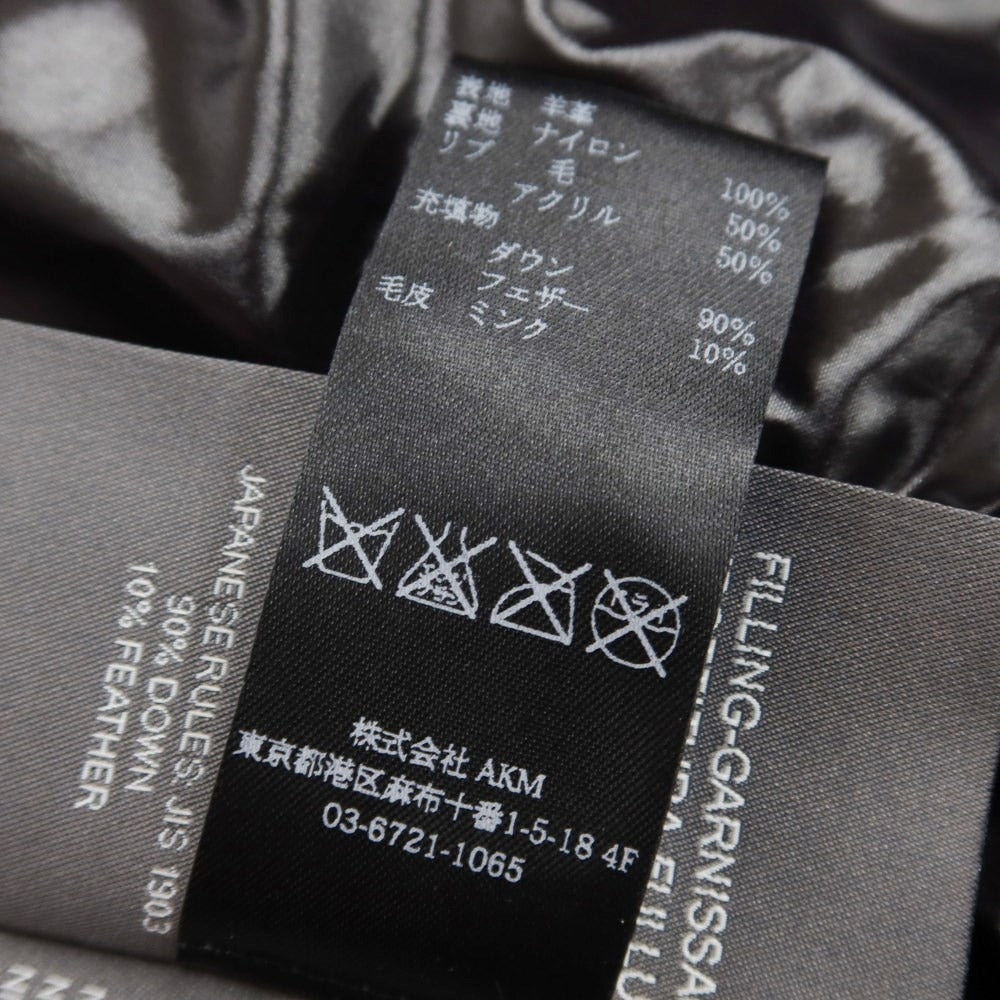 表地 羊革
裏地 ナイロン 100%
リブ 毛 50%
アクリル 50%
充填物
ダウン 90%
フェザー 10%
毛皮 ミンク
株式会社 AKM
東京都港区麻布十番1-5-18 4F
03-6721-1065
JAPANESE RULES: JIS 1903
90% DOWN
10% FEATHER
FILLING-GARNISSA